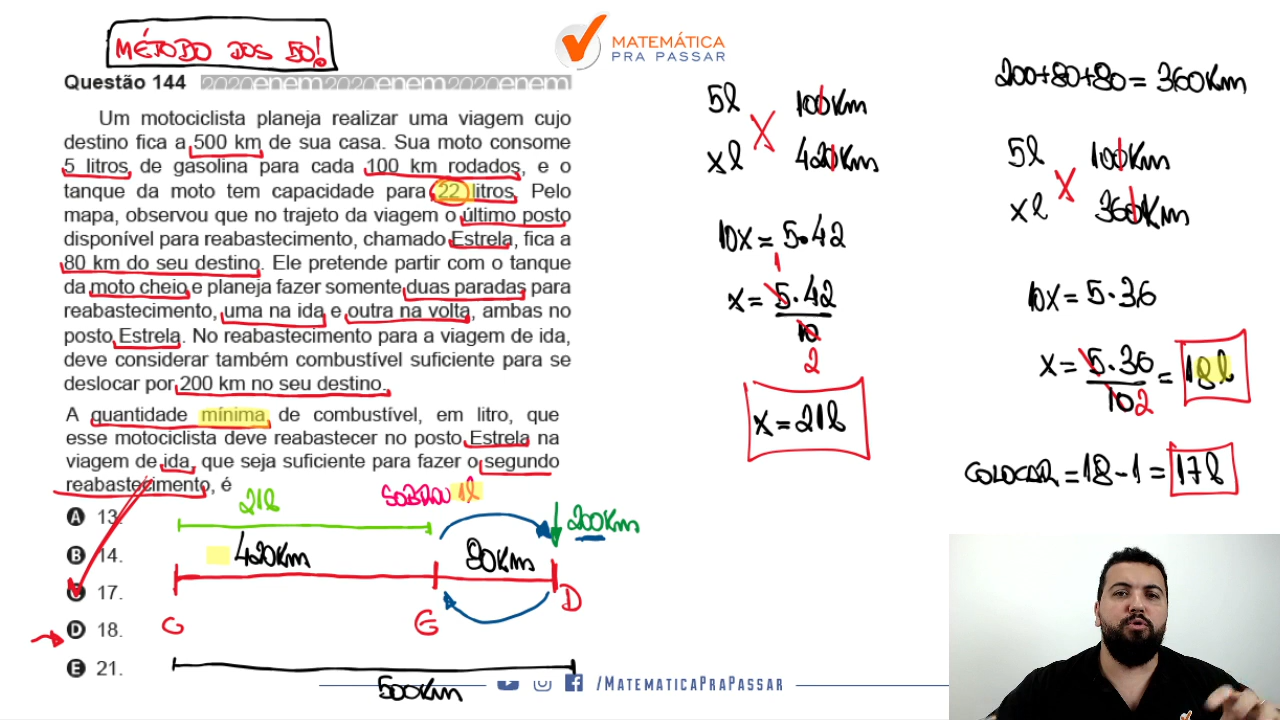 MÉTODO DOS 50!
MATEMÁTICA
PRA PASSAR
Questão 144 2020enem2020enem2020enem
Um motociclista planeja realizar uma viagem cujo
destino fica a 500 km de sua casa. Sua moto consome
5 litros de gasolina para cada 100 km rodados, e o
tanque da moto tem capacidade para 22 litros. Pelo
mapa, observou que no trajeto da viagem o último posto
disponível para reabastecimento, chamado Estrela, fica a
80 km do seu destino. Ele pretende partir com o tanque
da moto cheio e planeja fazer somente duas paradas para
reabastecimento, uma na ida e outra na volta, ambas no
posto Estrela. No reabastecimento para a viagem de ida,
deve considerar também combustível suficiente para se
deslocar por 200 km no seu destino.
A quantidade mínima de combustível, em litro, que
esse motociclista deve reabastecer no posto Estrela na
viagem de ida, que seja suficiente para fazer o segundo
reabastecimento, é
A 13.
B 14.
C 17.
D 18.
E 21.
21l
SOBROU 1l
200Km
420Km
80Km
C
E
D
500Km
5l 100Km
xl 420Km
10x = 5.42
1
x = 5.42
10
2
x = 21l
200+80+80 = 360Km
5l 100Km
xl 360Km
10x = 5.36
x = 5.36 = 18l
10 2
COLOCAR = 18 - 1 = 17l
/MatematicaPraPassar